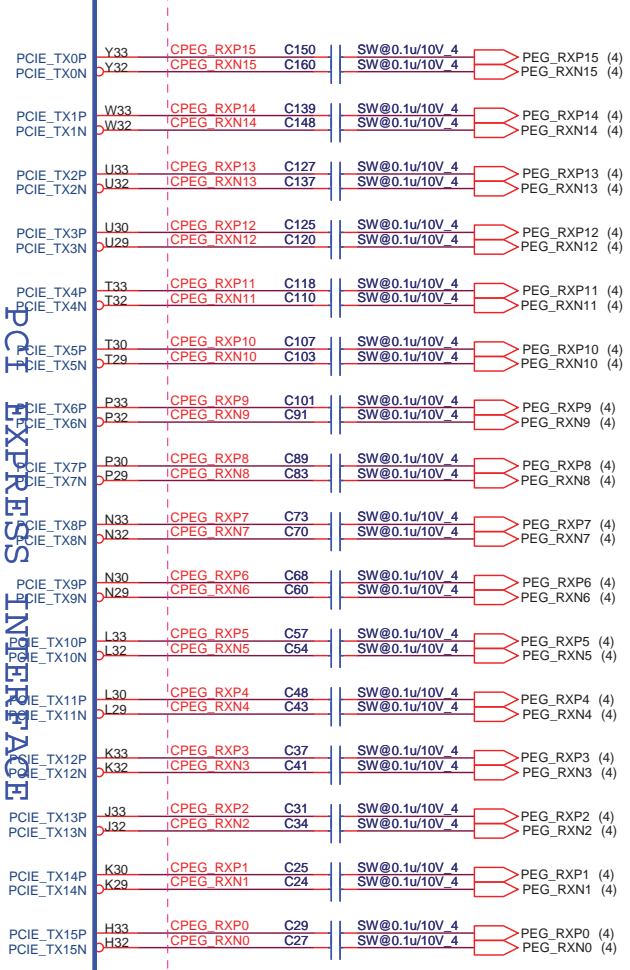 PCI EXPRESS INTERFACE
PCIE_TX0P Y33 CPEG_RXP15 C150 SW@0.1u/10V_4 PEG_RXP15 (4)
PCIE_TX0N Y32 CPEG_RXN15 C160 SW@0.1u/10V_4 PEG_RXN15 (4)
PCIE_TX1P W33 CPEG_RXP14 C139 SW@0.1u/10V_4 PEG_RXP14 (4)
PCIE_TX1N W32 CPEG_RXN14 C148 SW@0.1u/10V_4 PEG_RXN14 (4)
PCIE_TX2P U33 CPEG_RXP13 C127 SW@0.1u/10V_4 PEG_RXP13 (4)
PCIE_TX2N U32 CPEG_RXN13 C137 SW@0.1u/10V_4 PEG_RXN13 (4)
PCIE_TX3P U30 CPEG_RXP12 C125 SW@0.1u/10V_4 PEG_RXP12 (4)
PCIE_TX3N U29 CPEG_RXN12 C120 SW@0.1u/10V_4 PEG_RXN12 (4)
PCIE_TX4P T33 CPEG_RXP11 C118 SW@0.1u/10V_4 PEG_RXP11 (4)
PCIE_TX4N T32 CPEG_RXN11 C110 SW@0.1u/10V_4 PEG_RXN11 (4)
PCIE_TX5P T30 CPEG_RXP10 C107 SW@0.1u/10V_4 PEG_RXP10 (4)
PCIE_TX5N T29 CPEG_RXN10 C103 SW@0.1u/10V_4 PEG_RXN10 (4)
PCIE_TX6P P33 CPEG_RXP9 C101 SW@0.1u/10V_4 PEG_RXP9 (4)
PCIE_TX6N P32 CPEG_RXN9 C91 SW@0.1u/10V_4 PEG_RXN9 (4)
PCIE_TX7P P30 CPEG_RXP8 C89 SW@0.1u/10V_4 PEG_RXP8 (4)
PCIE_TX7N P29 CPEG_RXN8 C83 SW@0.1u/10V_4 PEG_RXN8 (4)
PCIE_TX8P N33 CPEG_RXP7 C73 SW@0.1u/10V_4 PEG_RXP7 (4)
PCIE_TX8N N32 CPEG_RXN7 C70 SW@0.1u/10V_4 PEG_RXN7 (4)
PCIE_TX9P N30 CPEG_RXP6 C68 SW@0.1u/10V_4 PEG_RXP6 (4)
PCIE_TX9N N29 CPEG_RXN6 C60 SW@0.1u/10V_4 PEG_RXN6 (4)
PCIE_TX10P L33 CPEG_RXP5 C57 SW@0.1u/10V_4 PEG_RXP5 (4)
PCIE_TX10N L32 CPEG_RXN5 C54 SW@0.1u/10V_4 PEG_RXN5 (4)
PCIE_TX11P L30 CPEG_RXP4 C48 SW@0.1u/10V_4 PEG_RXP4 (4)
PCIE_TX11N L29 CPEG_RXN4 C43 SW@0.1u/10V_4 PEG_RXN4 (4)
PCIE_TX12P K33 CPEG_RXP3 C37 SW@0.1u/10V_4 PEG_RXP3 (4)
PCIE_TX12N K32 CPEG_RXN3 C41 SW@0.1u/10V_4 PEG_RXN3 (4)
PCIE_TX13P J33 CPEG_RXP2 C31 SW@0.1u/10V_4 PEG_RXP2 (4)
PCIE_TX13N J32 CPEG_RXN2 C34 SW@0.1u/10V_4 PEG_RXN2 (4)
PCIE_TX14P K30 CPEG_RXP1 C25 SW@0.1u/10V_4 PEG_RXP1 (4)
PCIE_TX14N K29 CPEG_RXN1 C24 SW@0.1u/10V_4 PEG_RXN1 (4)
PCIE_TX15P H33 CPEG_RXP0 C29 SW@0.1u/10V_4 PEG_RXP0 (4)
PCIE_TX15N H32 CPEG_RXN0 C27 SW@0.1u/10V_4 PEG_RXN0 (4)